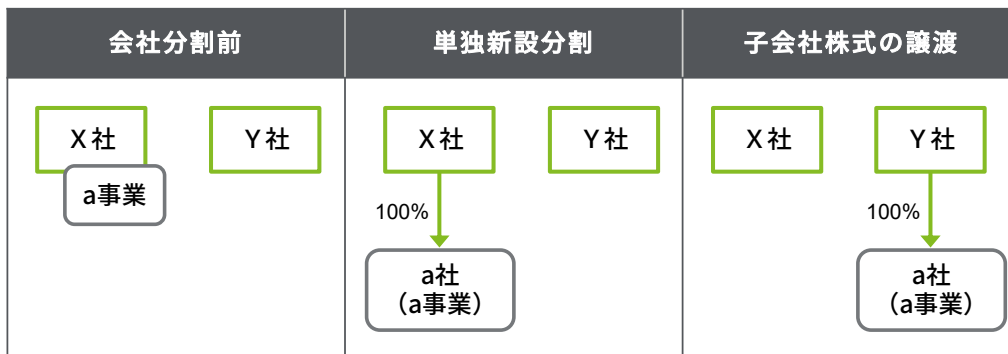 会社分割前
単独新設分割
子会社株式の譲渡
X社
Y社
a事業
X社
Y社
100%
a社
（a事業）
X社
Y社
100%
a社
（a事業）